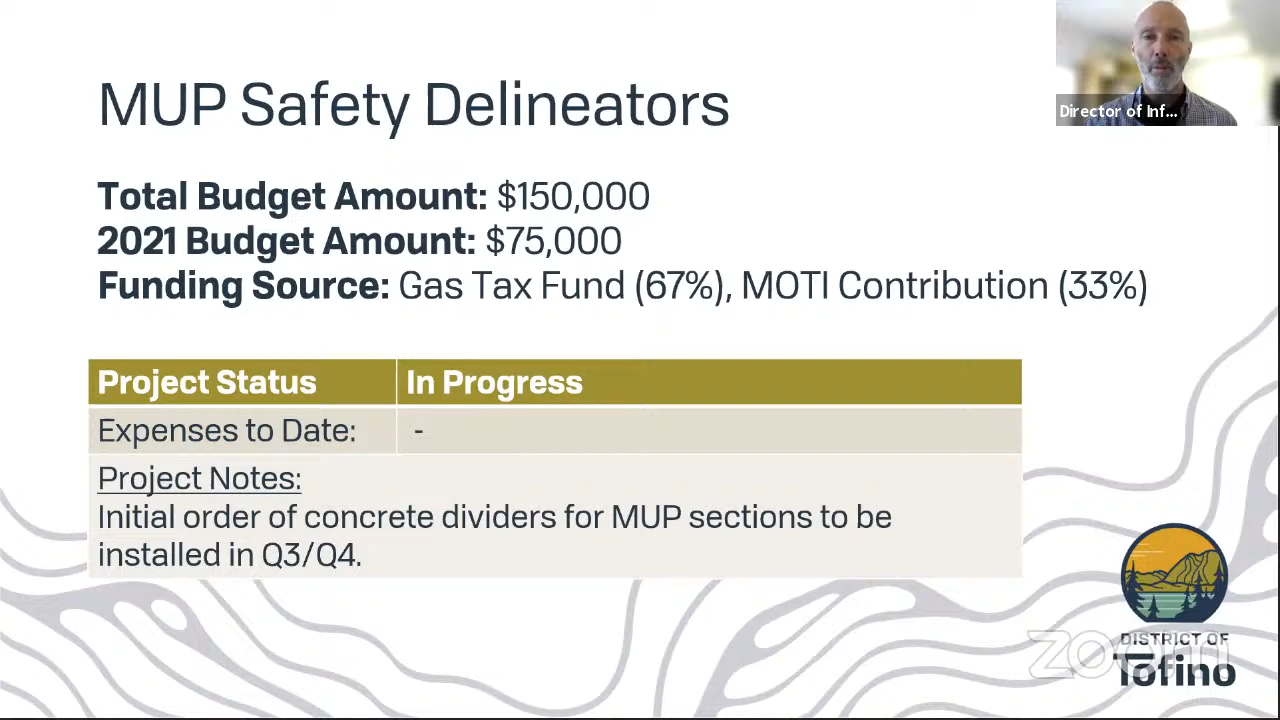 MUP Safety Delineators
Director of Inf...
Total Budget Amount: $150,000
2021 Budget Amount: $75,000
Funding Source: Gas Tax Fund (67%), MOTI Contribution (33%)
Project Status In Progress
Expenses to Date: -
Project Notes:
Initial order of concrete dividers for MUP sections to be
installed in Q3/Q4.
DISTRICT OF
zoom
Tofino